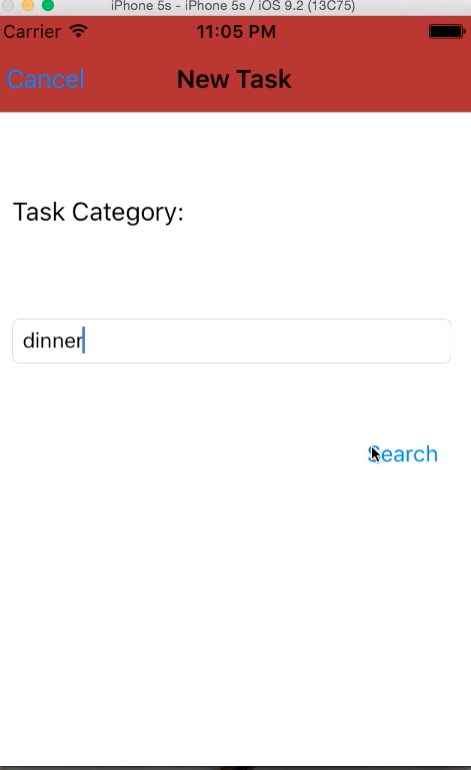 iPhone 5s - iPhone 5s / iOS 9.2 (13C75)
Carrier 11:05 PM
Cancel New Task
Task Category:
dinner
Search